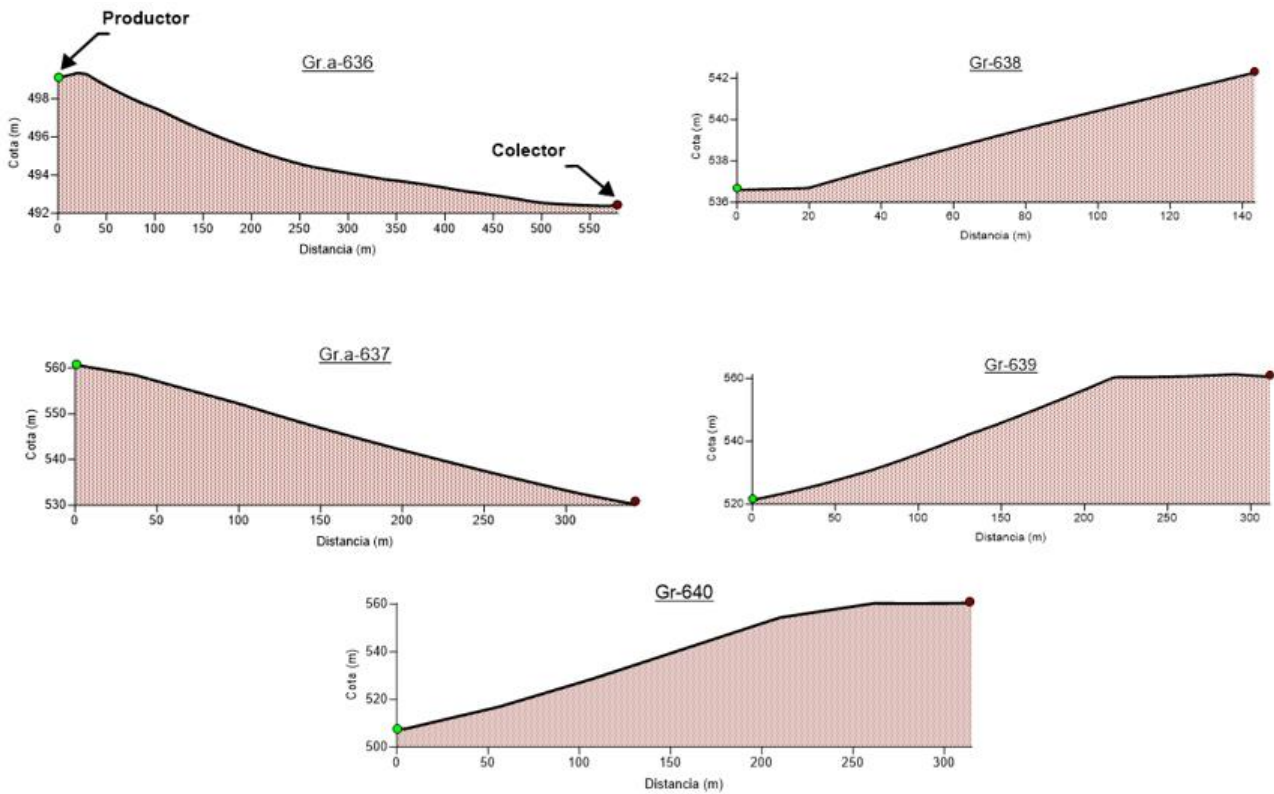 Productor
Gr.a-636
Colector
Cota (m)
498
496
494
492
0 50 100 150 200 250 300 350 400 450 500 550
Distancia (m)
Gr-638
Cota (m)
542
540
538
536
0 20 40 60 80 100 120 140
Distancia (m)
Gr.a-637
Cota (m)
560
550
540
530
0 50 100 150 200 250 300
Distancia (m)
Gr-639
Cota (m)
560
540
520
0 50 100 150 200 250 300
Distancia (m)
Gr-640
Cota (m)
560
540
520
500
0 50 100 150 200 250 300
Distancia (m)